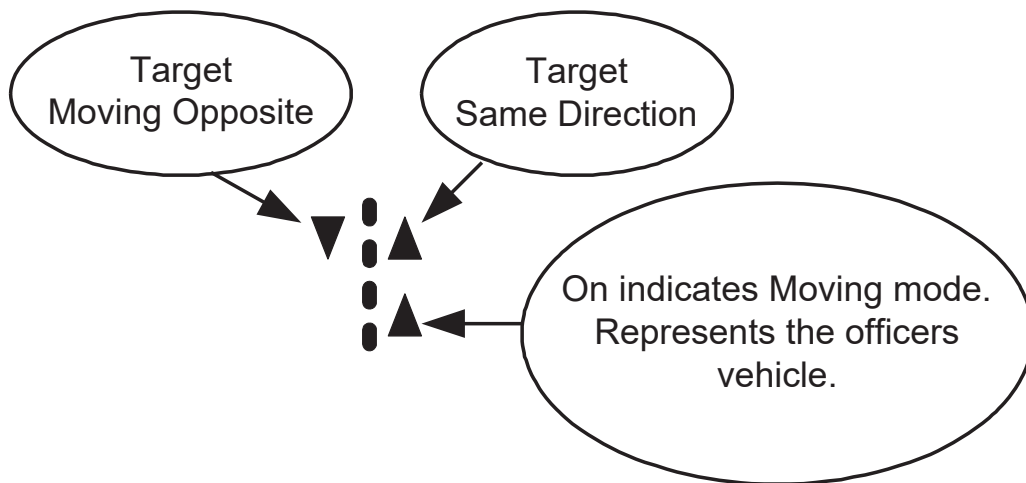 Target
Moving Opposite
Target
Same Direction
On indicates Moving mode.
Represents the officers
vehicle.